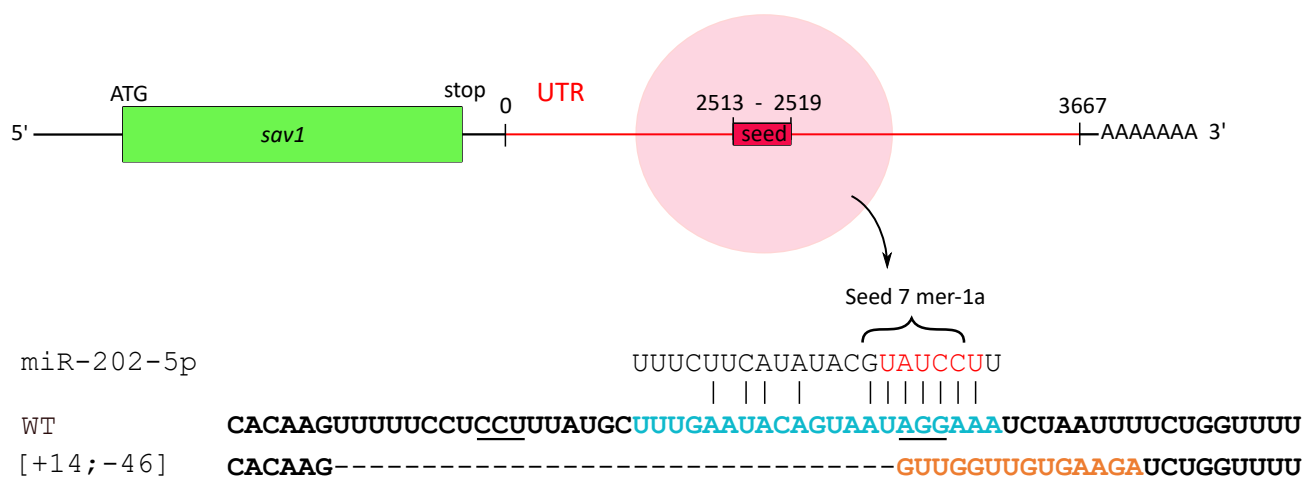 ATG
stop
0
UTR
2513 - 2519
3667
5'
sav1
seed
AAAAAAA 3'
Seed 7 mer-1a
miR-202-5p UUUCUUCAUAUACGUAUCCUU
WT CACAAGUUUUUCCUCCUUUAUGCUUUGAAUACAGUAAUAGGAAAUCUAAUUUUCUGGUUUU
[+14;-46] CACAAG--------------------------------GUUGGUUGUGAAGAUCUGGUUUU